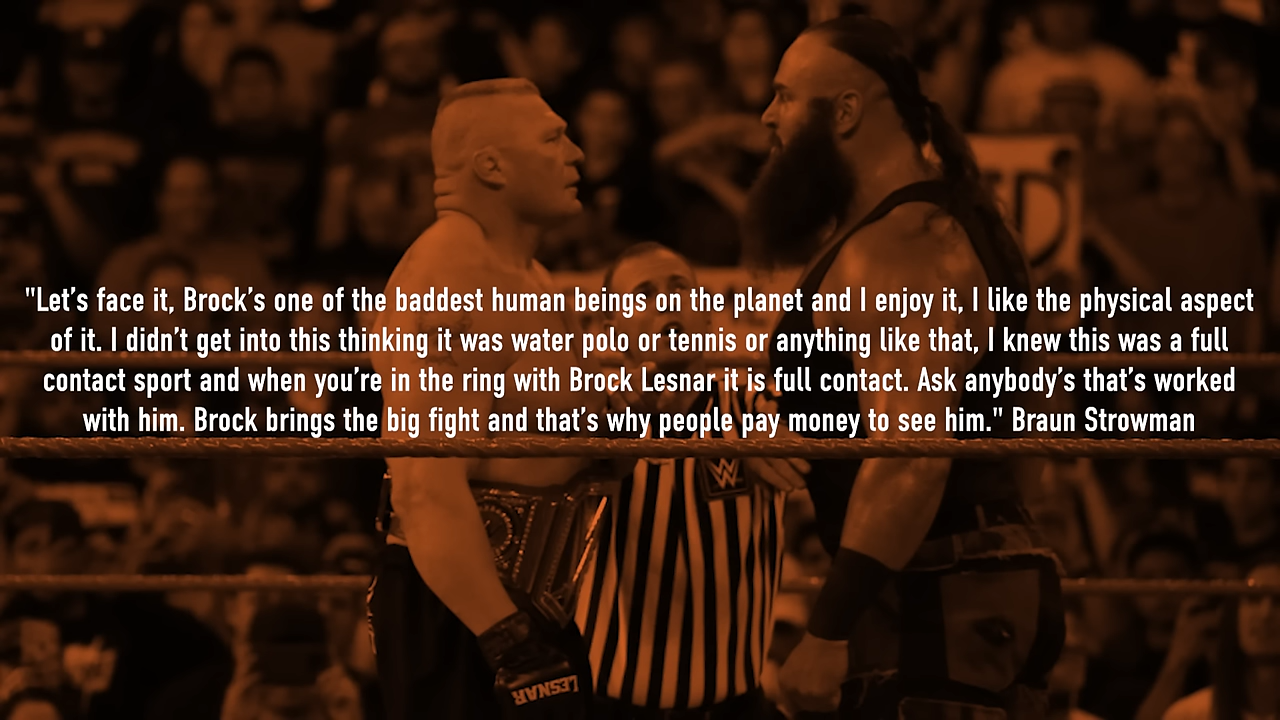 "Let’s face it, Brock’s one of the baddest human beings on the planet and I enjoy it, I like the physical aspect
of it. I didn’t get into this thinking it was water polo or tennis or anything like that, I knew this was a full
contact sport and when you’re in the ring with Brock Lesnar it is full contact. Ask anybody’s that’s worked
with him. Brock brings the big fight and that’s why people pay money to see him." Braun Strowman
W
LESNAR